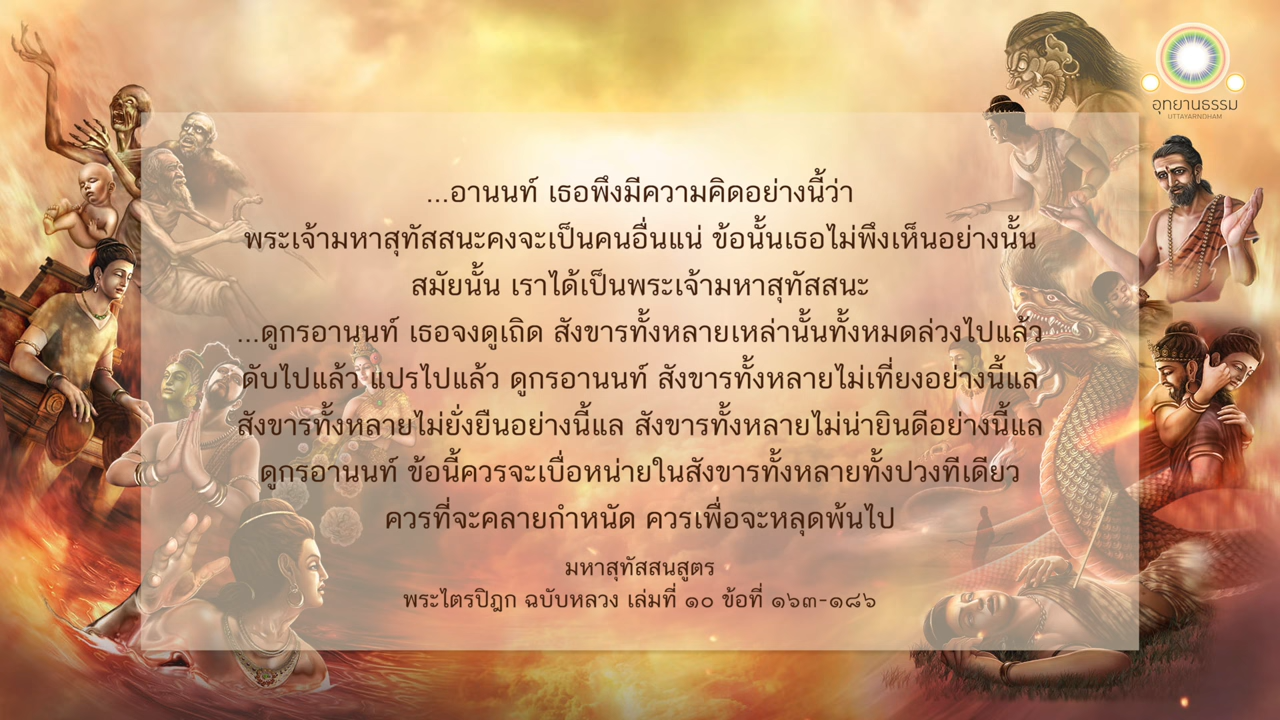 อุทยานธรรม
UTTAYARNDHAM
...อานนท์ เธอพึงมีความคิดอย่างนี้ว่า
พระเจ้ามหาสุทัสสนะคงจะเป็นคนอื่นแน่ ข้อนั้นเธอไม่พึงเห็นอย่างนั้น
สมัยนั้น เราได้เป็นพระเจ้ามหาสุทัสสนะ
...ดูกรอานนท์ เธอจงดูเถิด สังขารทั้งหลายเหล่านั้นทั้งหมดล่วงไปแล้ว
ดับไปแล้ว แปรไปแล้ว ดูกรอานนท์ สังขารทั้งหลายไม่เที่ยงอย่างนี้แล
สังขารทั้งหลายไม่ยั่งยืนอย่างนี้แล สังขารทั้งหลายไม่น่ายินดีอย่างนี้แล
ดูกรอานนท์ ข้อนี้ควรจะเบื่อหน่ายในสังขารทั้งหลายทั้งปวงทีเดียว
ควรที่จะคลายกำหนัด ควรเพื่อจะหลุดพ้นไป
มหาสุทัสสนสูตร
พระไตรปิฎก ฉบับหลวง เล่มที่ ๑๐ ข้อที่ ๑๖๓-๑๘๖